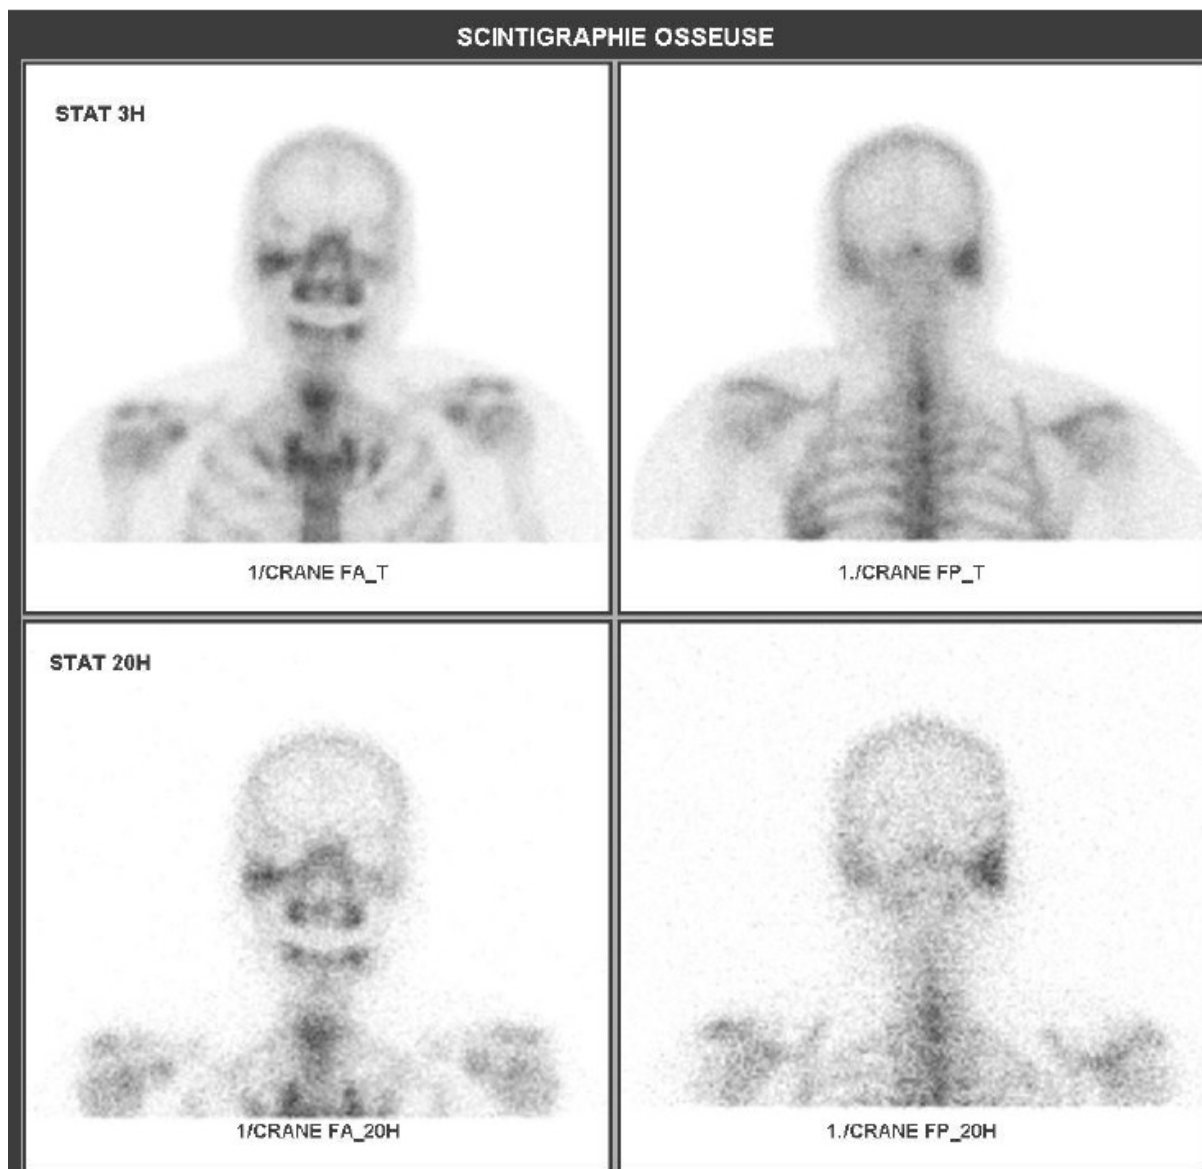 SCINTIGRAPHIE OSSEUSE
STAT 3H
1/CRANE FA_T
1./CRANE FP_T
STAT 20H
1/CRANE FA_20H
1./CRANE FP_20H